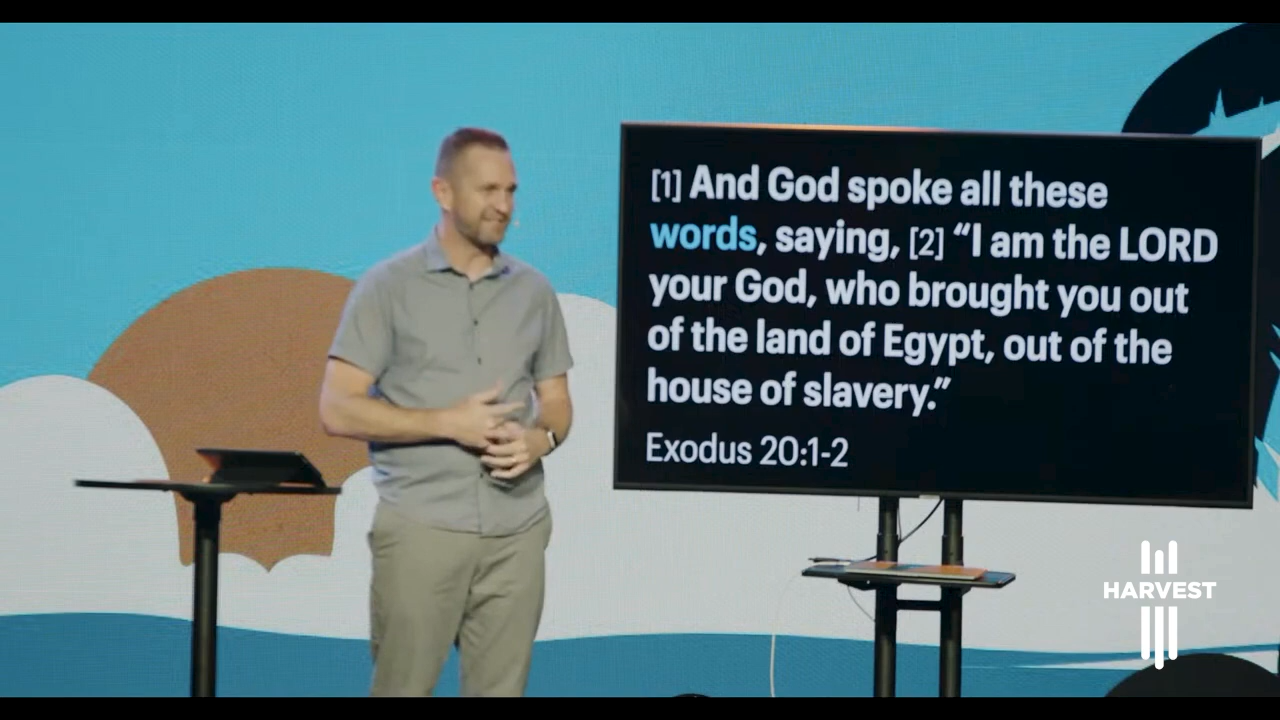 [1] And God spoke all these
words, saying, [2] “I am the LORD
your God, who brought you out
of the land of Egypt, out of the
house of slavery.”
Exodus 20:1-2
HARVEST